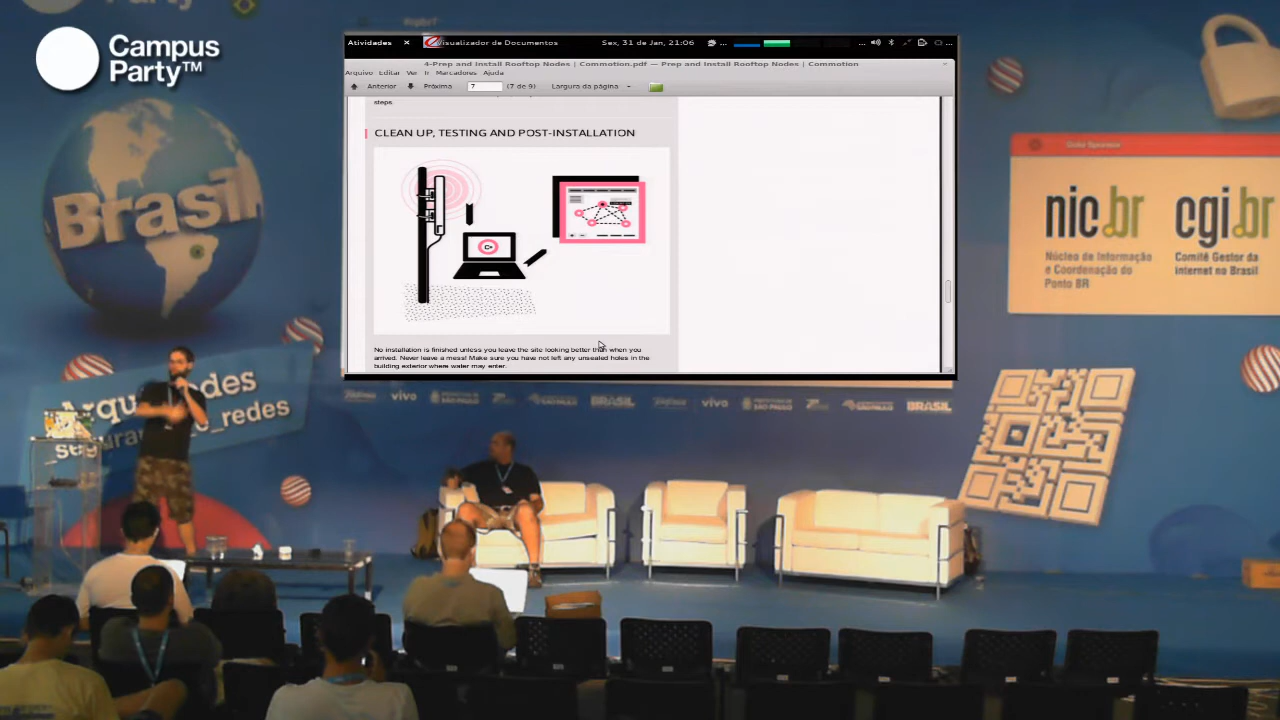 Campus
Party™
Brasil
Atividades
Visualizador de Documentos
Sex, 31 de Jan, 21:06
4-Prep and Install Rooftop Nodes | Commotion.pdf — Prep and Install Rooftop Nodes | Commotion
Arquivo Editar Ver Ir Marcadores Ajuda
Anterior
Próxima
7
(7 de 9)
Largura da página
steps.
CLEAN UP, TESTING AND POST-INSTALLATION
No installation is finished unless you leave the site looking better than when you
arrived. Never leave a mess! Make sure you have not left any unsealed holes in the
building exterior where water may enter.
nic.br
Núcleo de Informação
e Coordenação do
Ponto BR
cgi.br
Comitê Gestor da
Internet no Brasil
vivo
BRASIL
vivo
BRASIL